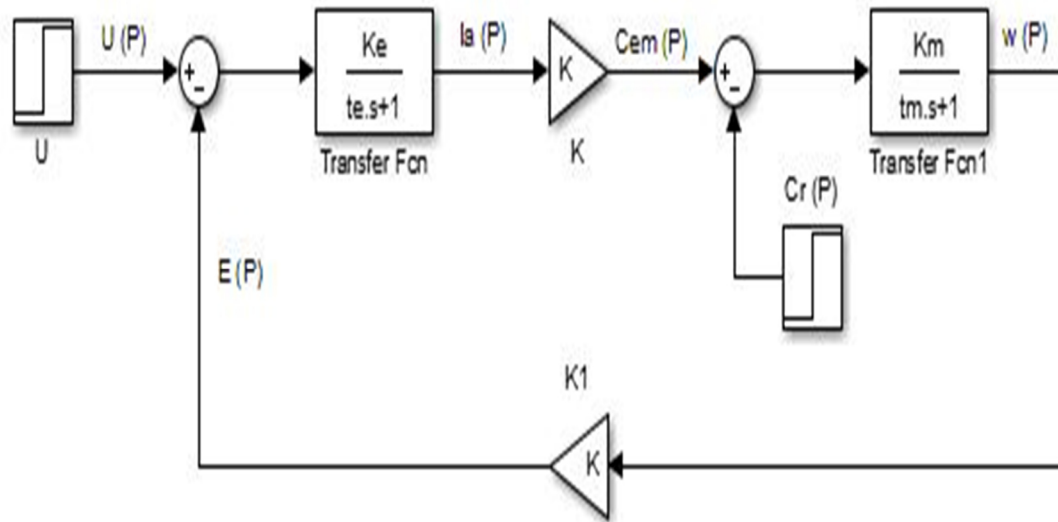 U (P)
+
-
U
Ke
te.s+1
Transfer Fcn
Ia (P)
K
K
Cem (P)
+
-
Km
tm.s+1
Transfer Fcn1
w (P)
Cr (P)
E (P)
K1
K